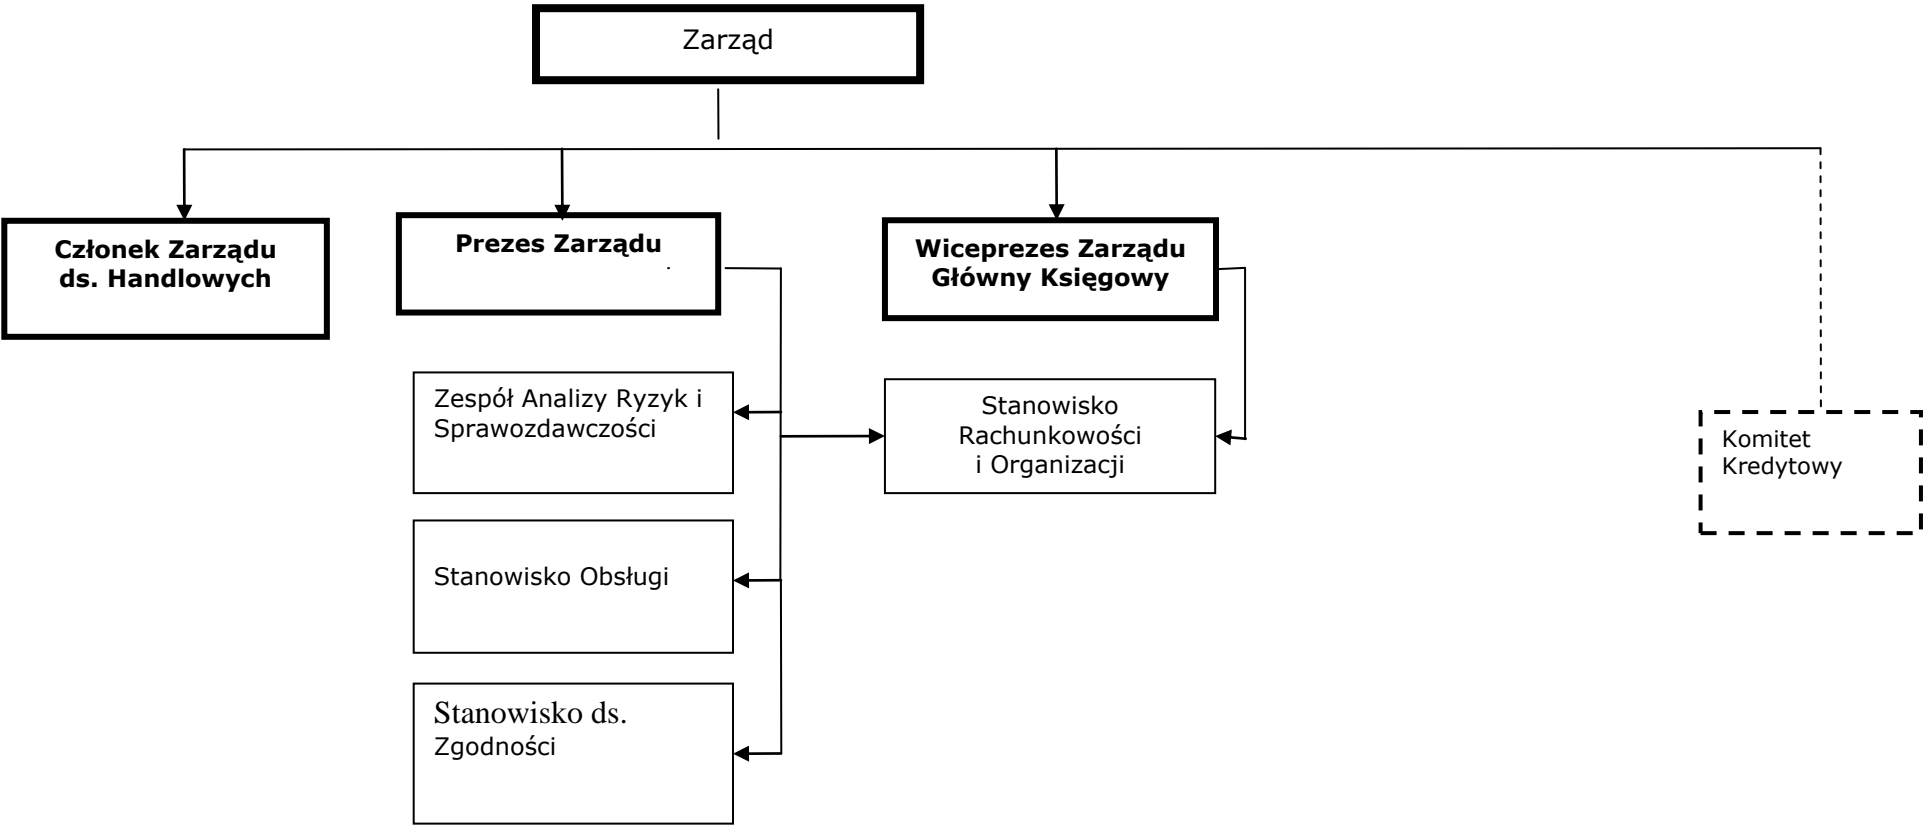 Zarząd
Członek Zarządu
ds. Handlowych
Prezes Zarządu
.
Wiceprezes Zarządu
Główny Księgowy
Zespół Analizy Ryzyk i
Sprawozdawczości
Stanowisko
Rachunkowości
i Organizacji
Komitet
Kredytowy
Stanowisko Obsługi
Stanowisko ds.
Zgodności